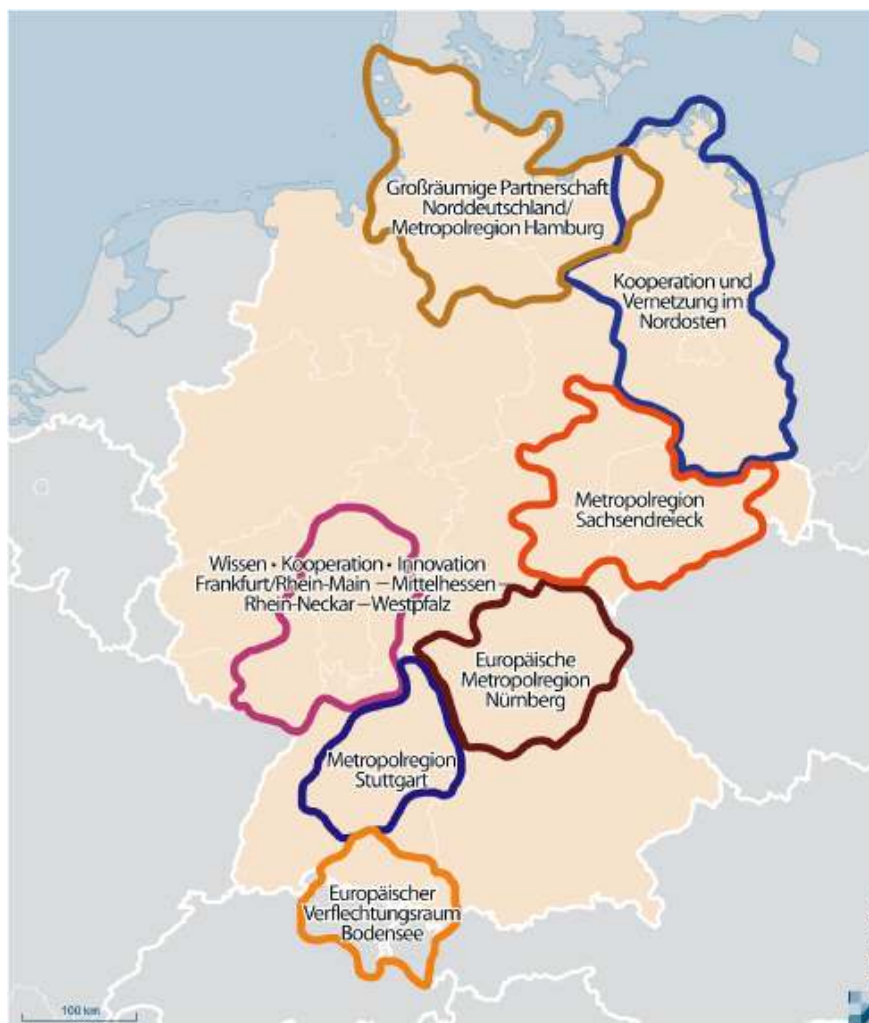 Großräumige Partnerschaft
Norddeutschland/
Metropolregion Hamburg
Kooperation und
Vernetzung im
Nordosten
Metropolregion
Sachsendreieck
Wissen • Kooperation • Innovation
Frankfurt/Rhein-Main – Mittelhessen –
Rhein-Neckar – Westpfalz
Europäische
Metropolregion
Nürnberg
Metropolregion
Stuttgart
Europäischer
Verflechtungsraum
Bodensee
100 km